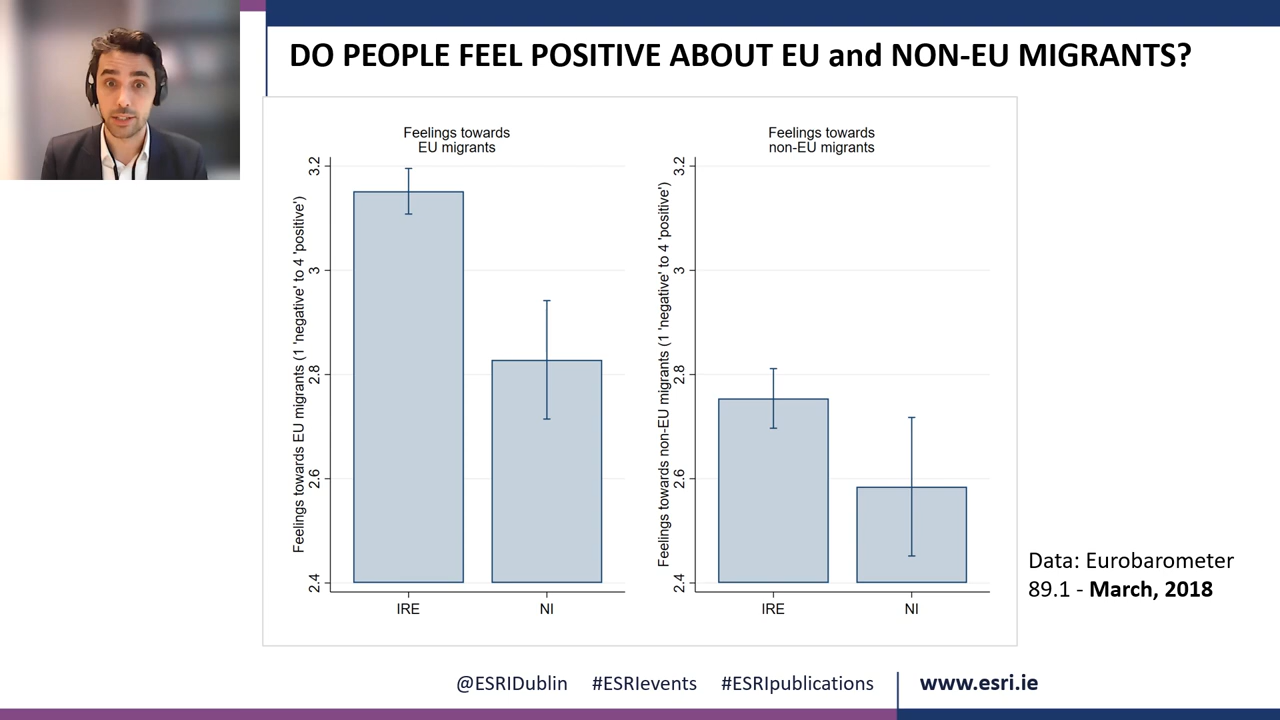 DO PEOPLE FEEL POSITIVE ABOUT EU and NON-EU MIGRANTS?
Feelings towards
EU migrants
Feelings towards EU migrants (1 'negative' to 4 'positive')
3.2
3
2.8
2.6
2.4
IRE
NI
Feelings towards
non-EU migrants
Feelings towards non-EU migrants (1 'negative' to 4 'positive')
3.2
3
2.8
2.6
2.4
IRE
NI
Data: Eurobarometer
89.1 - March, 2018
@ESRIDublin #ESRIevents #ESRIpublications www.esri.ie